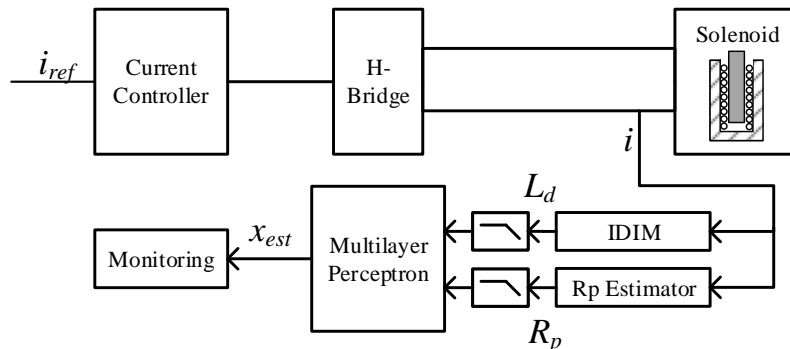 i_ref
Current
Controller
H-
Bridge
Solenoid
i
L_d
x_est
Multilayer
Perceptron
IDIM
Monitoring
Rp Estimator
R_p